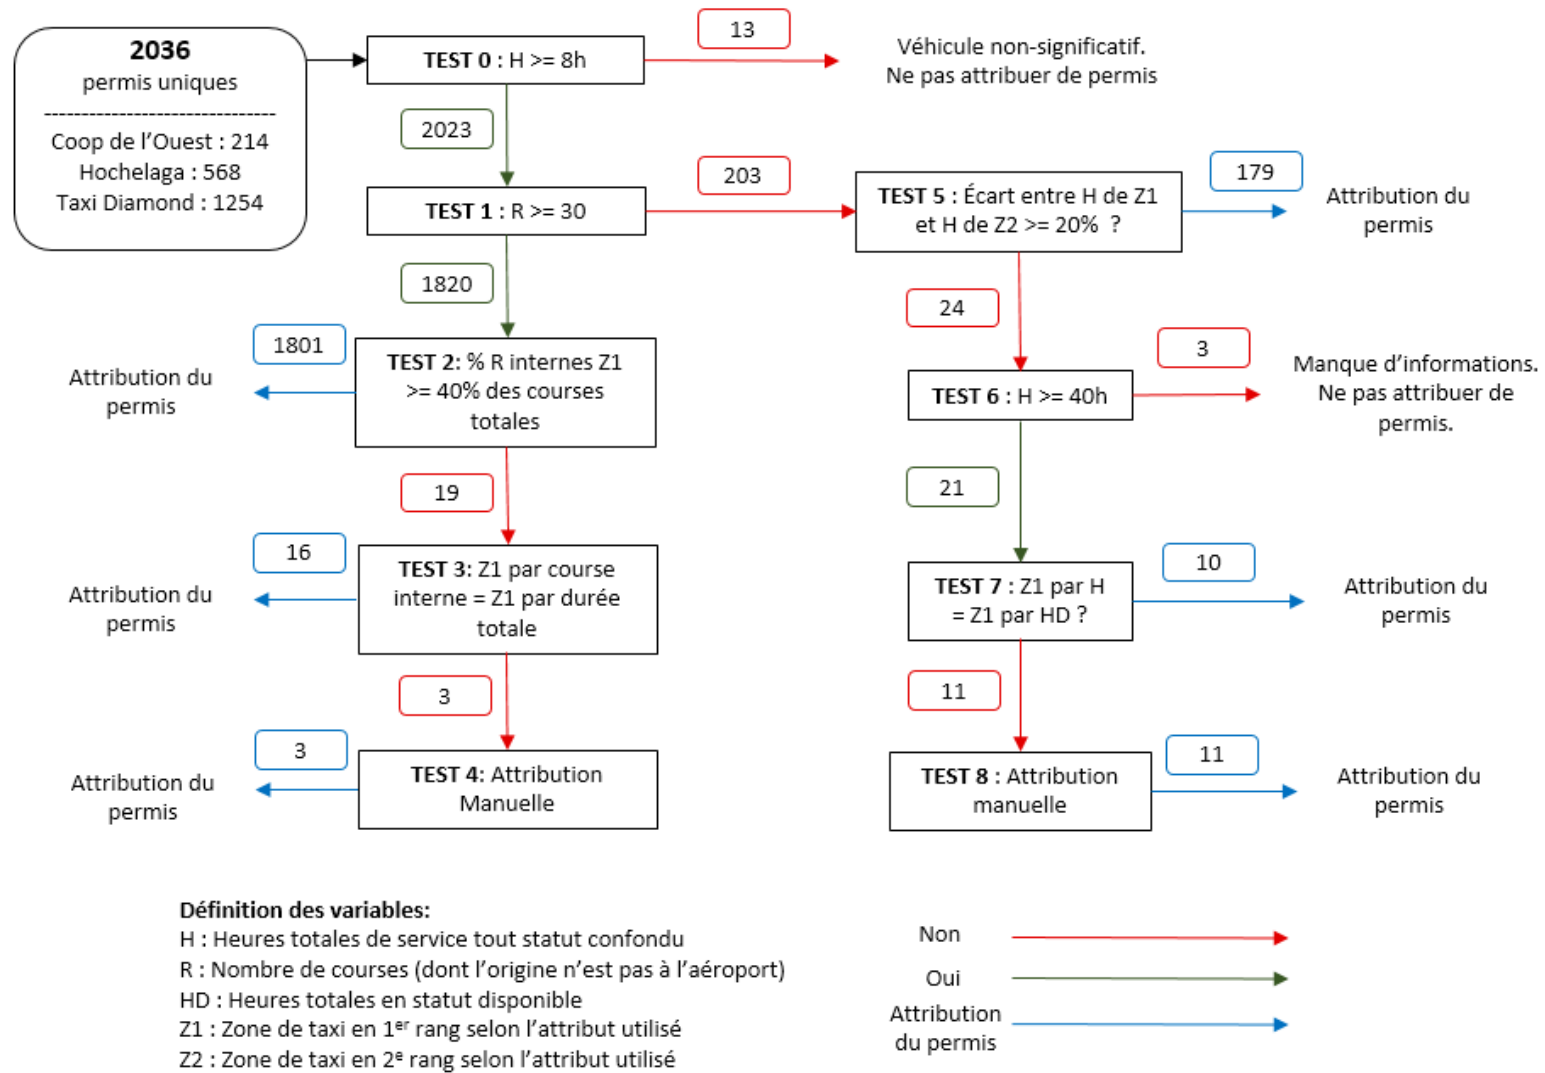 2036
permis uniques
------------------------------
Coop de l'Ouest : 214
Hochelaga : 568
Taxi Diamond : 1254
TEST 0 : H >= 8h
13
Véhicule non-significatif.
Ne pas attribuer de permis
2023
TEST 1 : R >= 30
203
TEST 5 : Écart entre H de Z1
et H de Z2 >= 20% ?
179
Attribution du
permis
1820
24
1801
Attribution du
permis
TEST 2: % R internes Z1
>= 40% des courses
totales
TEST 6 : H >= 40h
3
Manque d'informations.
Ne pas attribuer de
permis.
19
21
16
Attribution du
permis
TEST 3: Z1 par course
interne = Z1 par durée
totale
TEST 7 : Z1 par H
= Z1 par HD ?
10
Attribution du
permis
3
11
3
Attribution du
permis
TEST 4: Attribution
Manuelle
TEST 8 : Attribution
manuelle
11
Attribution du
permis
Définition des variables:
H : Heures totales de service tout statut confondu
R : Nombre de courses (dont l'origine n'est pas à l'aéroport)
HD : Heures totales en statut disponible
Z1 : Zone de taxi en 1er rang selon l'attribut utilisé
Z2 : Zone de taxi en 2e rang selon l'attribut utilisé
Non
Oui
Attribution
du permis